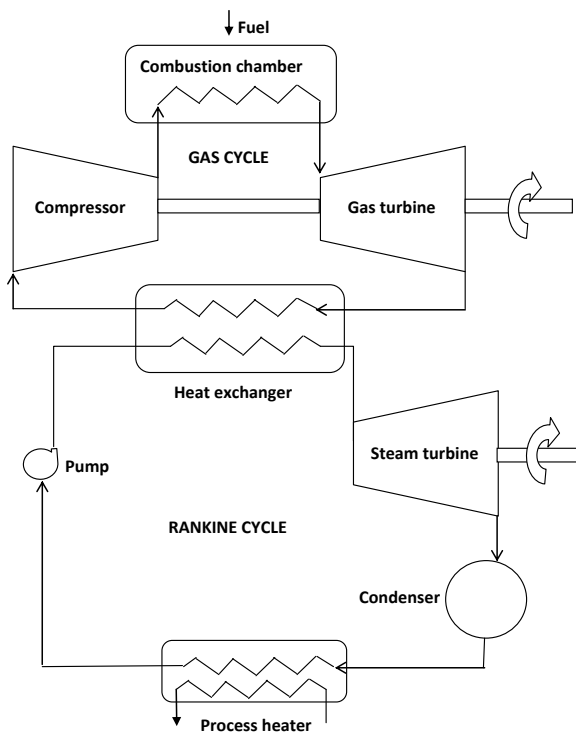 Fuel
Combustion chamber
GAS CYCLE
Compressor
Gas turbine
Heat exchanger
Steam turbine
Pump
RANKINE CYCLE
Condenser
Process heater